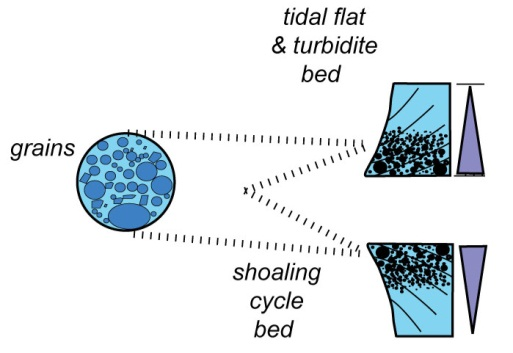 tidal flat
& turbidite
bed
grains
shoaling
cycle
bed